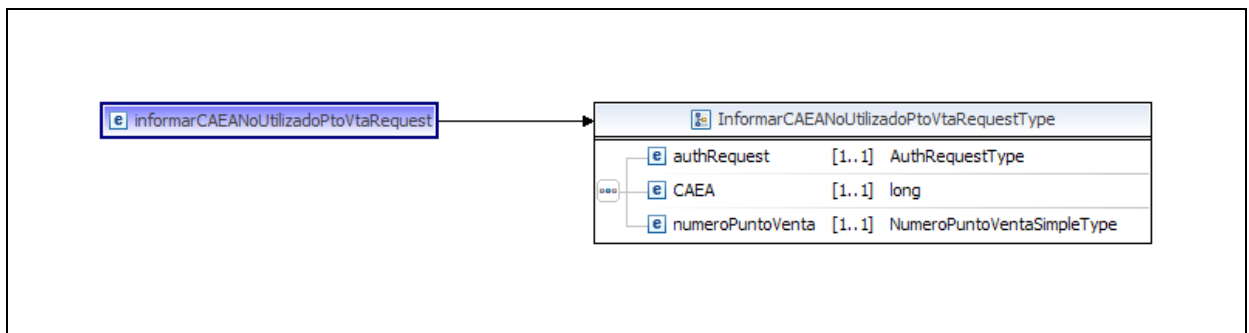 e informarCAEANoUtilizadoPtoVtaRequest
InformarCAEANoUtilizadoPtoVtaRequestType
e authRequest [1..1] AuthRequestType
e CAEA [1..1] long
e numeroPuntoVenta [1..1] NumeroPuntoVentaSimpleType